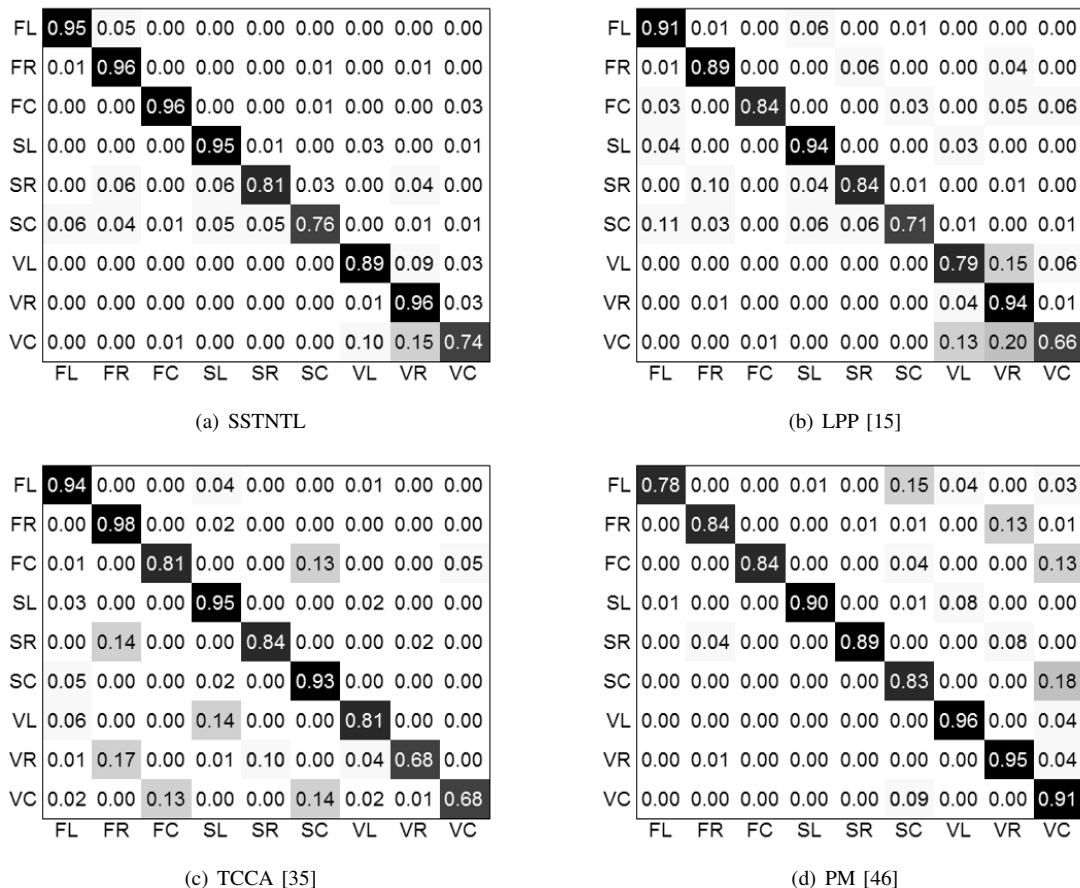 FL 0.95 0.05 0.00 0.00 0.00 0.00 0.00 0.00 0.00
FR 0.01 0.96 0.00 0.00 0.00 0.01 0.00 0.01 0.00
FC 0.00 0.00 0.96 0.00 0.00 0.01 0.00 0.00 0.03
SL 0.00 0.00 0.00 0.95 0.01 0.00 0.03 0.00 0.01
SR 0.00 0.06 0.00 0.06 0.81 0.03 0.00 0.04 0.00
SC 0.06 0.04 0.01 0.05 0.05 0.76 0.00 0.01 0.01
VL 0.00 0.00 0.00 0.00 0.00 0.00 0.89 0.09 0.03
VR 0.00 0.00 0.00 0.00 0.00 0.00 0.01 0.96 0.03
VC 0.00 0.00 0.01 0.00 0.00 0.00 0.10 0.15 0.74
FL FR FC SL SR SC VL VR VC
(a) SSTNTL
FL 0.91 0.01 0.00 0.06 0.00 0.01 0.00 0.00 0.00
FR 0.01 0.89 0.00 0.00 0.06 0.00 0.00 0.04 0.00
FC 0.03 0.00 0.84 0.00 0.00 0.03 0.00 0.05 0.06
SL 0.04 0.00 0.00 0.94 0.00 0.00 0.03 0.00 0.00
SR 0.00 0.10 0.00 0.04 0.84 0.01 0.00 0.01 0.00
SC 0.11 0.03 0.00 0.06 0.06 0.71 0.01 0.00 0.01
VL 0.00 0.00 0.00 0.00 0.00 0.00 0.79 0.15 0.06
VR 0.00 0.01 0.00 0.00 0.00 0.00 0.04 0.94 0.01
VC 0.00 0.00 0.01 0.00 0.00 0.00 0.13 0.20 0.66
FL FR FC SL SR SC VL VR VC
(b) LPP [15]
FL 0.94 0.00 0.00 0.04 0.00 0.00 0.01 0.00 0.00
FR 0.00 0.98 0.00 0.02 0.00 0.00 0.00 0.00 0.00
FC 0.01 0.00 0.81 0.00 0.00 0.13 0.00 0.00 0.05
SL 0.03 0.00 0.00 0.95 0.00 0.00 0.02 0.00 0.00
SR 0.00 0.14 0.00 0.00 0.84 0.00 0.00 0.02 0.00
SC 0.05 0.00 0.00 0.02 0.00 0.93 0.00 0.00 0.00
VL 0.06 0.00 0.00 0.14 0.00 0.00 0.81 0.00 0.00
VR 0.01 0.17 0.00 0.01 0.10 0.00 0.04 0.68 0.00
VC 0.02 0.00 0.13 0.00 0.00 0.14 0.02 0.01 0.68
FL FR FC SL SR SC VL VR VC
(c) TCCA [35]
FL 0.78 0.00 0.00 0.01 0.00 0.15 0.04 0.00 0.03
FR 0.00 0.84 0.00 0.00 0.01 0.01 0.00 0.13 0.01
FC 0.00 0.00 0.84 0.00 0.00 0.04 0.00 0.00 0.13
SL 0.01 0.00 0.00 0.90 0.00 0.01 0.08 0.00 0.00
SR 0.00 0.04 0.00 0.00 0.89 0.00 0.00 0.08 0.00
SC 0.00 0.00 0.00 0.00 0.00 0.83 0.00 0.00 0.18
VL 0.00 0.00 0.00 0.00 0.00 0.00 0.96 0.00 0.04
VR 0.00 0.01 0.00 0.00 0.00 0.00 0.00 0.95 0.04
VC 0.00 0.00 0.00 0.00 0.00 0.09 0.00 0.00 0.91
FL FR FC SL SR SC VL VR VC
(d) PM [46]